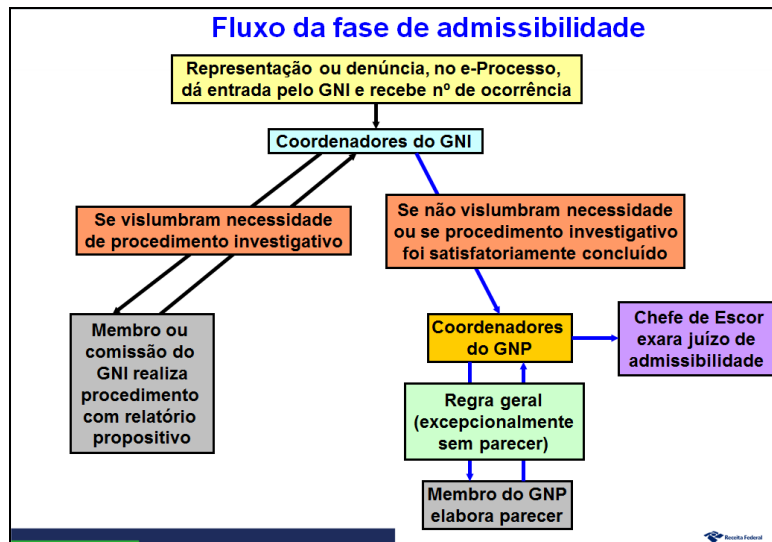 Fluxo da fase de admissibilidade
Representação ou denúncia, no e-Processo,
dá entrada pelo GNI e recebe nº de ocorrência
Coordenadores do GNI
Se vislumbram necessidade
de procedimento investigativo
Se não vislumbram necessidade
ou se procedimento investigativo
foi satisfatoriamente concluído
Membro ou
comissão do
GNI realiza
procedimento
com relatório
propositivo
Coordenadores
do GNP
Chefe de Escor
exara juízo de
admissibilidade
Regra geral
(excepcionalmente
sem parecer)
Membro do GNP
elabora parecer
Receita Federal